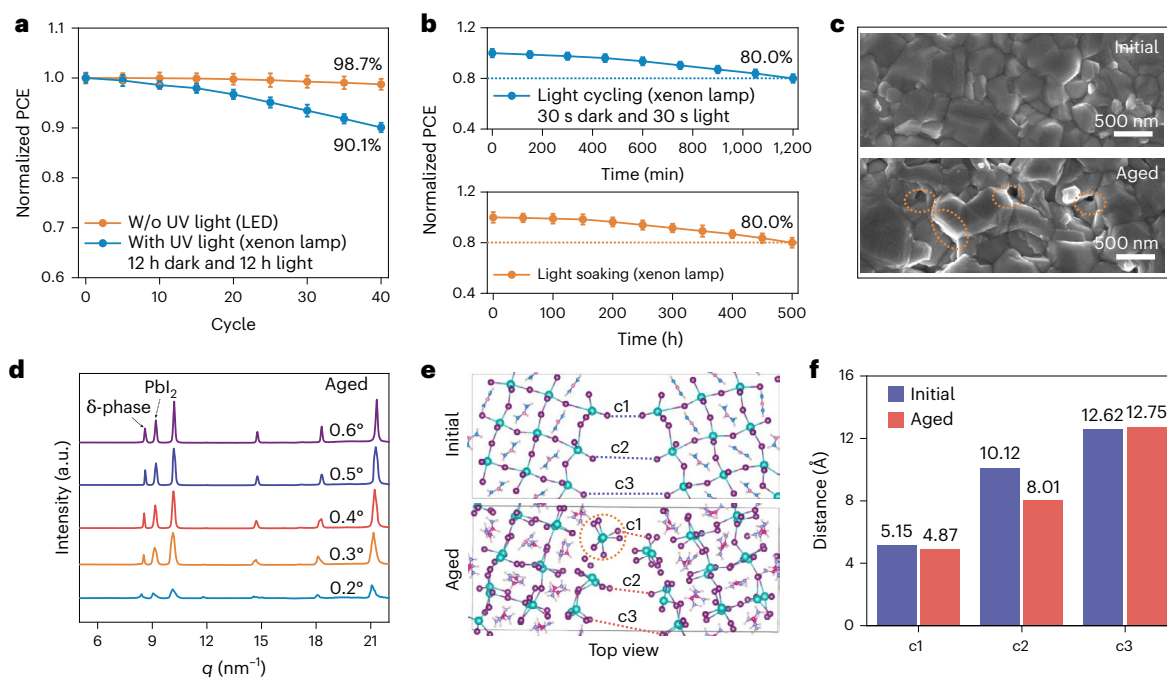 a
1.1
1.0
0.9
0.8
0.7
0.6
Normalized PCE
98.7%
90.1%
W/o UV light (LED)
With UV light (xenon lamp)
12 h dark and 12 h light
0 10 20 30 40
Cycle
b
Normalized PCE
1.2
0.8
0.4
80.0%
Light cycling (xenon lamp)
30 s dark and 30 s light
0 200 400 600 800 1,000 1,200
Time (min)
1.2
0.8
0.4
80.0%
Light soaking (xenon lamp)
0 100 200 300 400 500
Time (h)
c
Initial
500 nm
Aged
500 nm
d
Intensity (a.u.)
PbI2
δ-phase
Aged
0.6°
0.5°
0.4°
0.3°
0.2°
6 9 12 15 18 21
q (nm−1)
e
Initial
c1
c2
c3
Aged
c1
c2
c3
Top view
f
16
12
8
4
0
Distance (Å)
Initial
Aged
5.15 4.87
10.12
8.01
12.62 12.75
c1 c2 c3